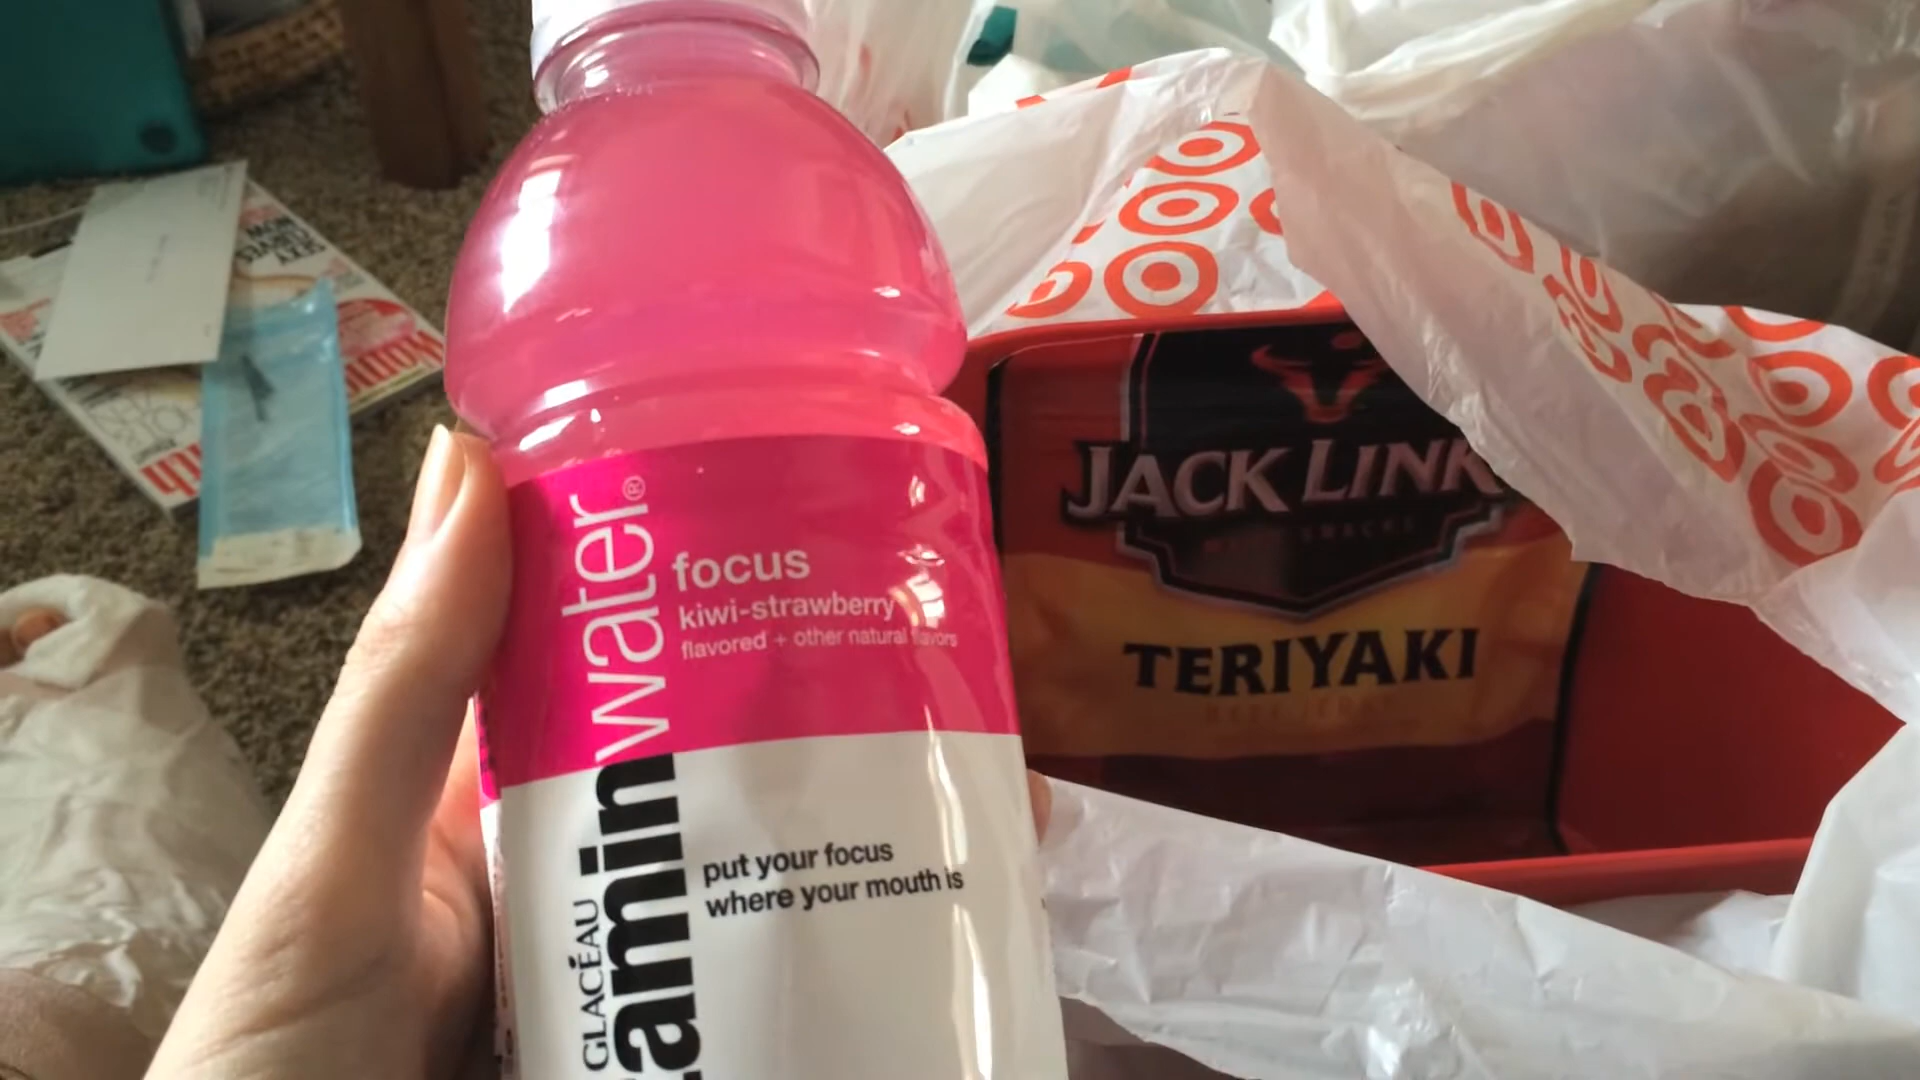 water®
focus
kiwi-strawberry
flavored + other natural flavors
GLACÉAU
amin
put your focus
where your mouth is
JACK LINK
TERIYAKI